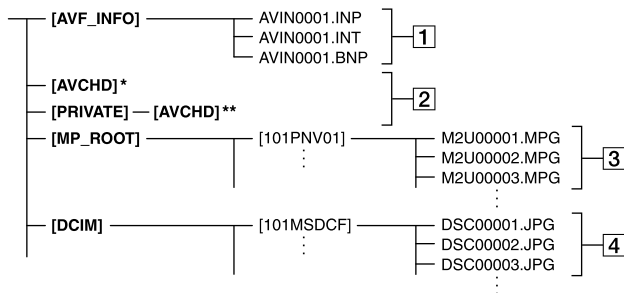 [AVF_INFO] AVIN0001.INP
AVIN0001.INT 1
AVIN0001.BNP
[AVCHD]*
2
[PRIVATE] [AVCHD]**
[MP_ROOT] [101PNV01] M2U00001.MPG
M2U00002.MPG 3
M2U00003.MPG
[DCIM] [101MSDCF] DSC00001.JPG
DSC00002.JPG 4
DSC00003.JPG